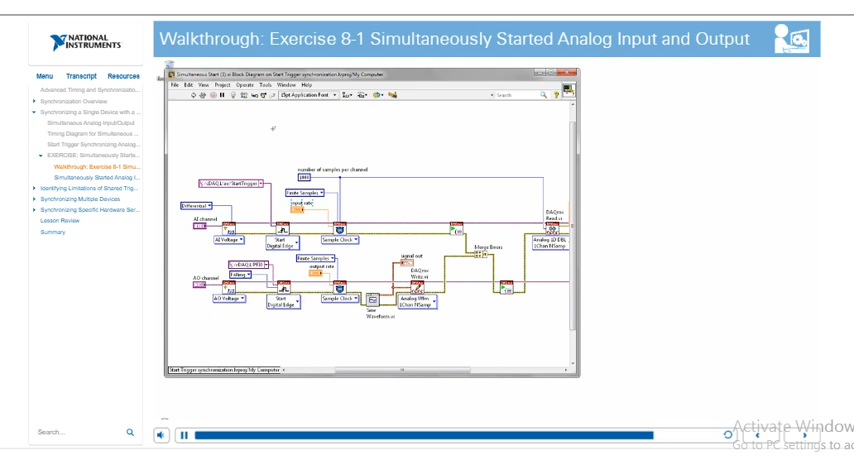 NATIONAL
INSTRUMENTS
Walkthrough: Exercise 8-1 Simultaneously Started Analog Input and Output
Menu Transcript Resources
Advanced Timing and Synchronizatio...
Synchronization Overview
Synchronizing a Single Device with a ...
Simultaneous Analog Input/Output
Timing Diagram for Simultaneous ...
Start Trigger Synchronizing Analog...
EXERCISE: Simultaneously Starte...
Walkthrough: Exercise 8-1 Simu...
Simultaneously Started Analog I...
Identifying Limitations of Shared Trig...
Synchronizing Multiple Devices
Synchronizing Specific Hardware Ser...
Lesson Review
Summary
Search...
Simultaneous Start (3).vi Block Diagram on Start Trigger synchronization.lvproj/My Computer
File Edit View Project Operate Tools Window Help
15pt Application Font
Search
number of samples per channel
Finite Samples
input rate
Differential
AI channel
AI Voltage
Start
Digital Edge
Sample Clock
DAQmx
Read.vi
Analog 1D DBL
1Chan NSamp
Merge Errors
Finite Samples
output rate
Falling
AO channel
AO Voltage
Start
Digital Edge
Sample Clock
Sine
Waveform.vi
signal out
DAQmx
Write.vi
Analog Wfm
1Chan NSamp
Start Trigger synchronization.lvproj/My Computer
Activate Window
Go to PC settings to ac